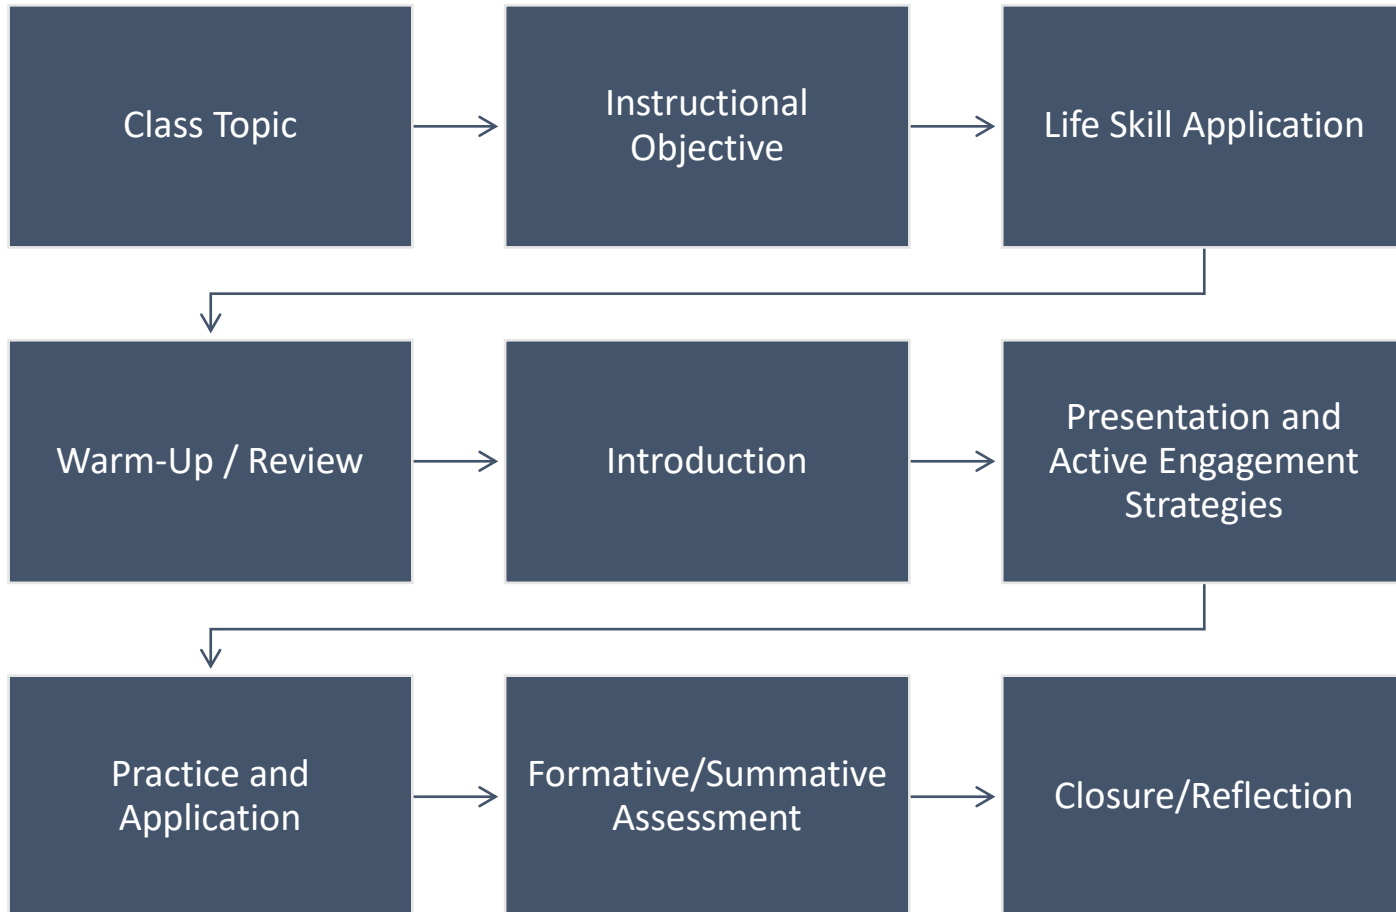 Class Topic
Instructional
Objective
Life Skill Application
Warm-Up / Review
Introduction
Presentation and
Active Engagement
Strategies
Practice and
Application
Formative/Summative
Assessment
Closure/Reflection